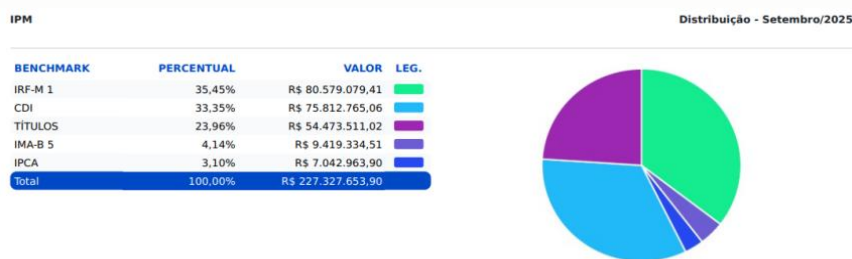 IPM Distribuição - Setembro/2025
BENCHMARK PERCENTUAL VALOR LEG.
IRF-M 1 35,45% R$ 80.579.079,41
CDI 33,35% R$ 75.812.765,06
TÍTULOS 23,96% R$ 54.473.511,02
IMA-B 5 4,14% R$ 9.419.334,51
IPCA 3,10% R$ 7.042.963,90
Total 100,00% R$ 227.327.653,90